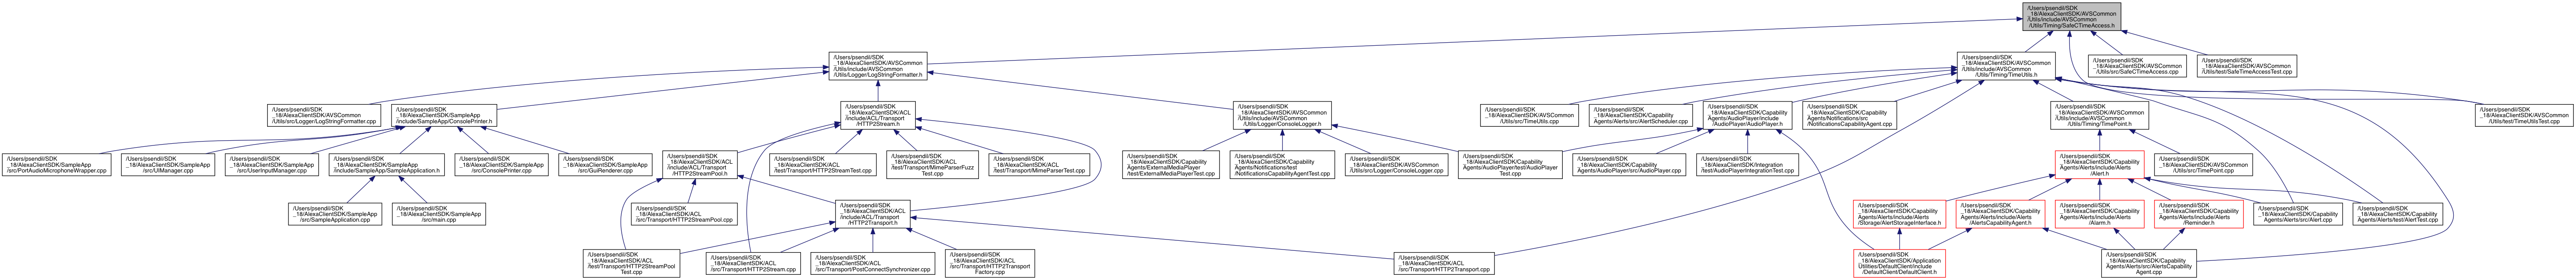 /Users/psendil/SDK
_18/AlexaClientSDK/AVSCommon
/Utils/include/AVSCommon
/Utils/Timing/SafeCTimeAccess.h
/Users/psendil/SDK
_18/AlexaClientSDK/AVSCommon
/Utils/include/AVSCommon
/Utils/Logger/LogStringFormatter.h
/Users/psendil/SDK
_18/AlexaClientSDK/AVSCommon
/Utils/include/AVSCommon
/Utils/Timing/TimeUtils.h
/Users/psendil/SDK
_18/AlexaClientSDK/AVSCommon
/Utils/src/SafeCTimeAccess.cpp
/Users/psendil/SDK
_18/AlexaClientSDK/AVSCommon
/Utils/test/SafeTimeAccessTest.cpp
/Users/psendil/SDK
_18/AlexaClientSDK/AVSCommon
/Utils/src/Logger/LogStringFormatter.cpp
/Users/psendil/SDK
_18/AlexaClientSDK/SampleApp
/include/SampleApp/ConsolePrinter.h
/Users/psendil/SDK
_18/AlexaClientSDK/ACL
/include/ACL/Transport
/HTTP2Stream.h
/Users/psendil/SDK
_18/AlexaClientSDK/AVSCommon
/Utils/include/AVSCommon
/Utils/Logger/ConsoleLogger.h
/Users/psendil/SDK
_18/AlexaClientSDK/AVSCommon
/Utils/src/TimeUtils.cpp
/Users/psendil/SDK
_18/AlexaClientSDK/Capability
Agents/Alerts/src/AlertScheduler.cpp
/Users/psendil/SDK
_18/AlexaClientSDK/Capability
Agents/AudioPlayer/include
/AudioPlayer/AudioPlayer.h
/Users/psendil/SDK
_18/AlexaClientSDK/Capability
Agents/Notifications/src
/NotificationsCapabilityAgent.cpp
/Users/psendil/SDK
_18/AlexaClientSDK/AVSCommon
/Utils/include/AVSCommon
/Utils/Timing/TimePoint.h
/Users/psendil/SDK
_18/AlexaClientSDK/AVSCommon
/Utils/test/TimeUtilsTest.cpp
/Users/psendil/SDK
_18/AlexaClientSDK/SampleApp
/src/PortAudioMicrophoneWrapper.cpp
/Users/psendil/SDK
_18/AlexaClientSDK/SampleApp
/src/UIManager.cpp
/Users/psendil/SDK
_18/AlexaClientSDK/SampleApp
/src/UserInputManager.cpp
/Users/psendil/SDK
_18/AlexaClientSDK/SampleApp
/include/SampleApp/SampleApplication.h
/Users/psendil/SDK
_18/AlexaClientSDK/SampleApp
/src/ConsolePrinter.cpp
/Users/psendil/SDK
_18/AlexaClientSDK/SampleApp
/src/GuiRenderer.cpp
/Users/psendil/SDK
_18/AlexaClientSDK/ACL
/include/ACL/Transport
/HTTP2StreamPool.h
/Users/psendil/SDK
_18/AlexaClientSDK/ACL
/test/Transport/HTTP2StreamTest.cpp
/Users/psendil/SDK
_18/AlexaClientSDK/ACL
/test/Transport/MimeParserFuzz
Test.cpp
/Users/psendil/SDK
_18/AlexaClientSDK/ACL
/test/Transport/MimeParserTest.cpp
/Users/psendil/SDK
_18/AlexaClientSDK/Capability
Agents/ExternalMediaPlayer
/test/ExternalMediaPlayerTest.cpp
/Users/psendil/SDK
_18/AlexaClientSDK/Capability
Agents/Notifications/test
/NotificationsCapabilityAgentTest.cpp
/Users/psendil/SDK
_18/AlexaClientSDK/AVSCommon
/Utils/src/Logger/ConsoleLogger.cpp
/Users/psendil/SDK
_18/AlexaClientSDK/Capability
Agents/AudioPlayer/test/AudioPlayer
Test.cpp
/Users/psendil/SDK
_18/AlexaClientSDK/Capability
Agents/AudioPlayer/src/AudioPlayer.cpp
/Users/psendil/SDK
_18/AlexaClientSDK/Integration
/test/AudioPlayerIntegrationTest.cpp
/Users/psendil/SDK
_18/AlexaClientSDK/Capability
Agents/Alerts/include/Alerts
/Alert.h
/Users/psendil/SDK
_18/AlexaClientSDK/AVSCommon
/Utils/src/TimePoint.cpp
/Users/psendil/SDK
_18/AlexaClientSDK/SampleApp
/src/SampleApplication.cpp
/Users/psendil/SDK
_18/AlexaClientSDK/SampleApp
/src/main.cpp
/Users/psendil/SDK
_18/AlexaClientSDK/ACL
/src/Transport/HTTP2StreamPool.cpp
/Users/psendil/SDK
_18/AlexaClientSDK/ACL
/include/ACL/Transport
/HTTP2Transport.h
/Users/psendil/SDK
_18/AlexaClientSDK/Capability
Agents/Alerts/include/Alerts
/Storage/AlertStorageInterface.h
/Users/psendil/SDK
_18/AlexaClientSDK/Capability
Agents/Alerts/include/Alerts
/AlertsCapabilityAgent.h
/Users/psendil/SDK
_18/AlexaClientSDK/Capability
Agents/Alerts/include/Alerts
/Alarm.h
/Users/psendil/SDK
_18/AlexaClientSDK/Capability
Agents/Alerts/include/Alerts
/Reminder.h
/Users/psendil/SDK
_18/AlexaClientSDK/Capability
Agents/Alerts/src/Alert.cpp
/Users/psendil/SDK
_18/AlexaClientSDK/Capability
Agents/Alerts/test/AlertTest.cpp
/Users/psendil/SDK
_18/AlexaClientSDK/ACL
/test/Transport/HTTP2StreamPool
Test.cpp
/Users/psendil/SDK
_18/AlexaClientSDK/ACL
/src/Transport/HTTP2Stream.cpp
/Users/psendil/SDK
_18/AlexaClientSDK/ACL
/src/Transport/PostConnectSynchronizer.cpp
/Users/psendil/SDK
_18/AlexaClientSDK/ACL
/src/Transport/HTTP2Transport
Factory.cpp
/Users/psendil/SDK
_18/AlexaClientSDK/ACL
/src/Transport/HTTP2Transport.cpp
/Users/psendil/SDK
_18/AlexaClientSDK/Application
Utilities/DefaultClient/include
/DefaultClient/DefaultClient.h
/Users/psendil/SDK
_18/AlexaClientSDK/Capability
Agents/Alerts/src/AlertsCapability
Agent.cpp